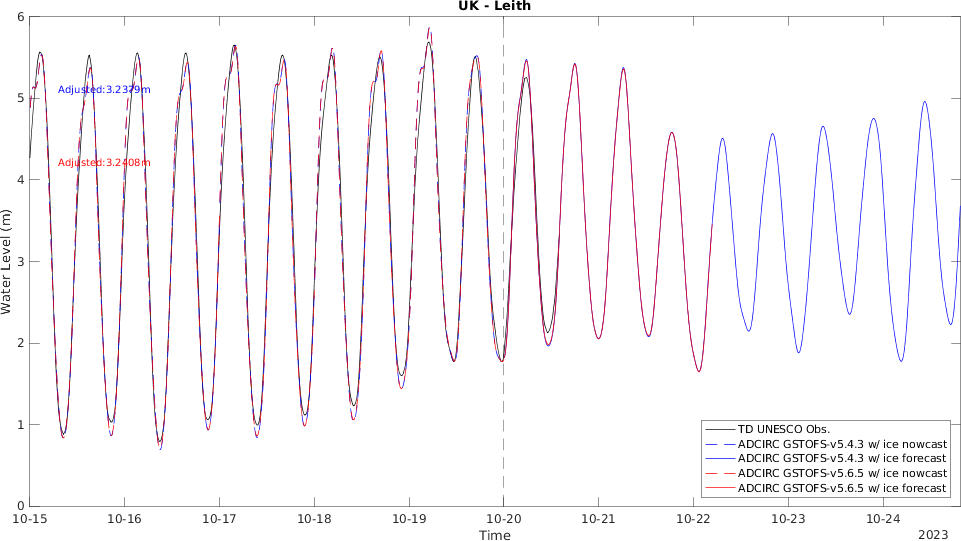 UK - Leith
6
5
4
3
2
1
0
Water Level (m)
Adjusted:3.2379m
Adjusted:3.2408m
TD UNESCO Obs.
ADCIRC GSTOFS-v5.4.3 w/ ice nowcast
ADCIRC GSTOFS-v5.4.3 w/ ice forecast
ADCIRC GSTOFS-v5.6.5 w/ ice nowcast
ADCIRC GSTOFS-v5.6.5 w/ ice forecast
10-15 10-16 10-17 10-18 10-19 10-20 10-21 10-22 10-23 10-24
Time
2023